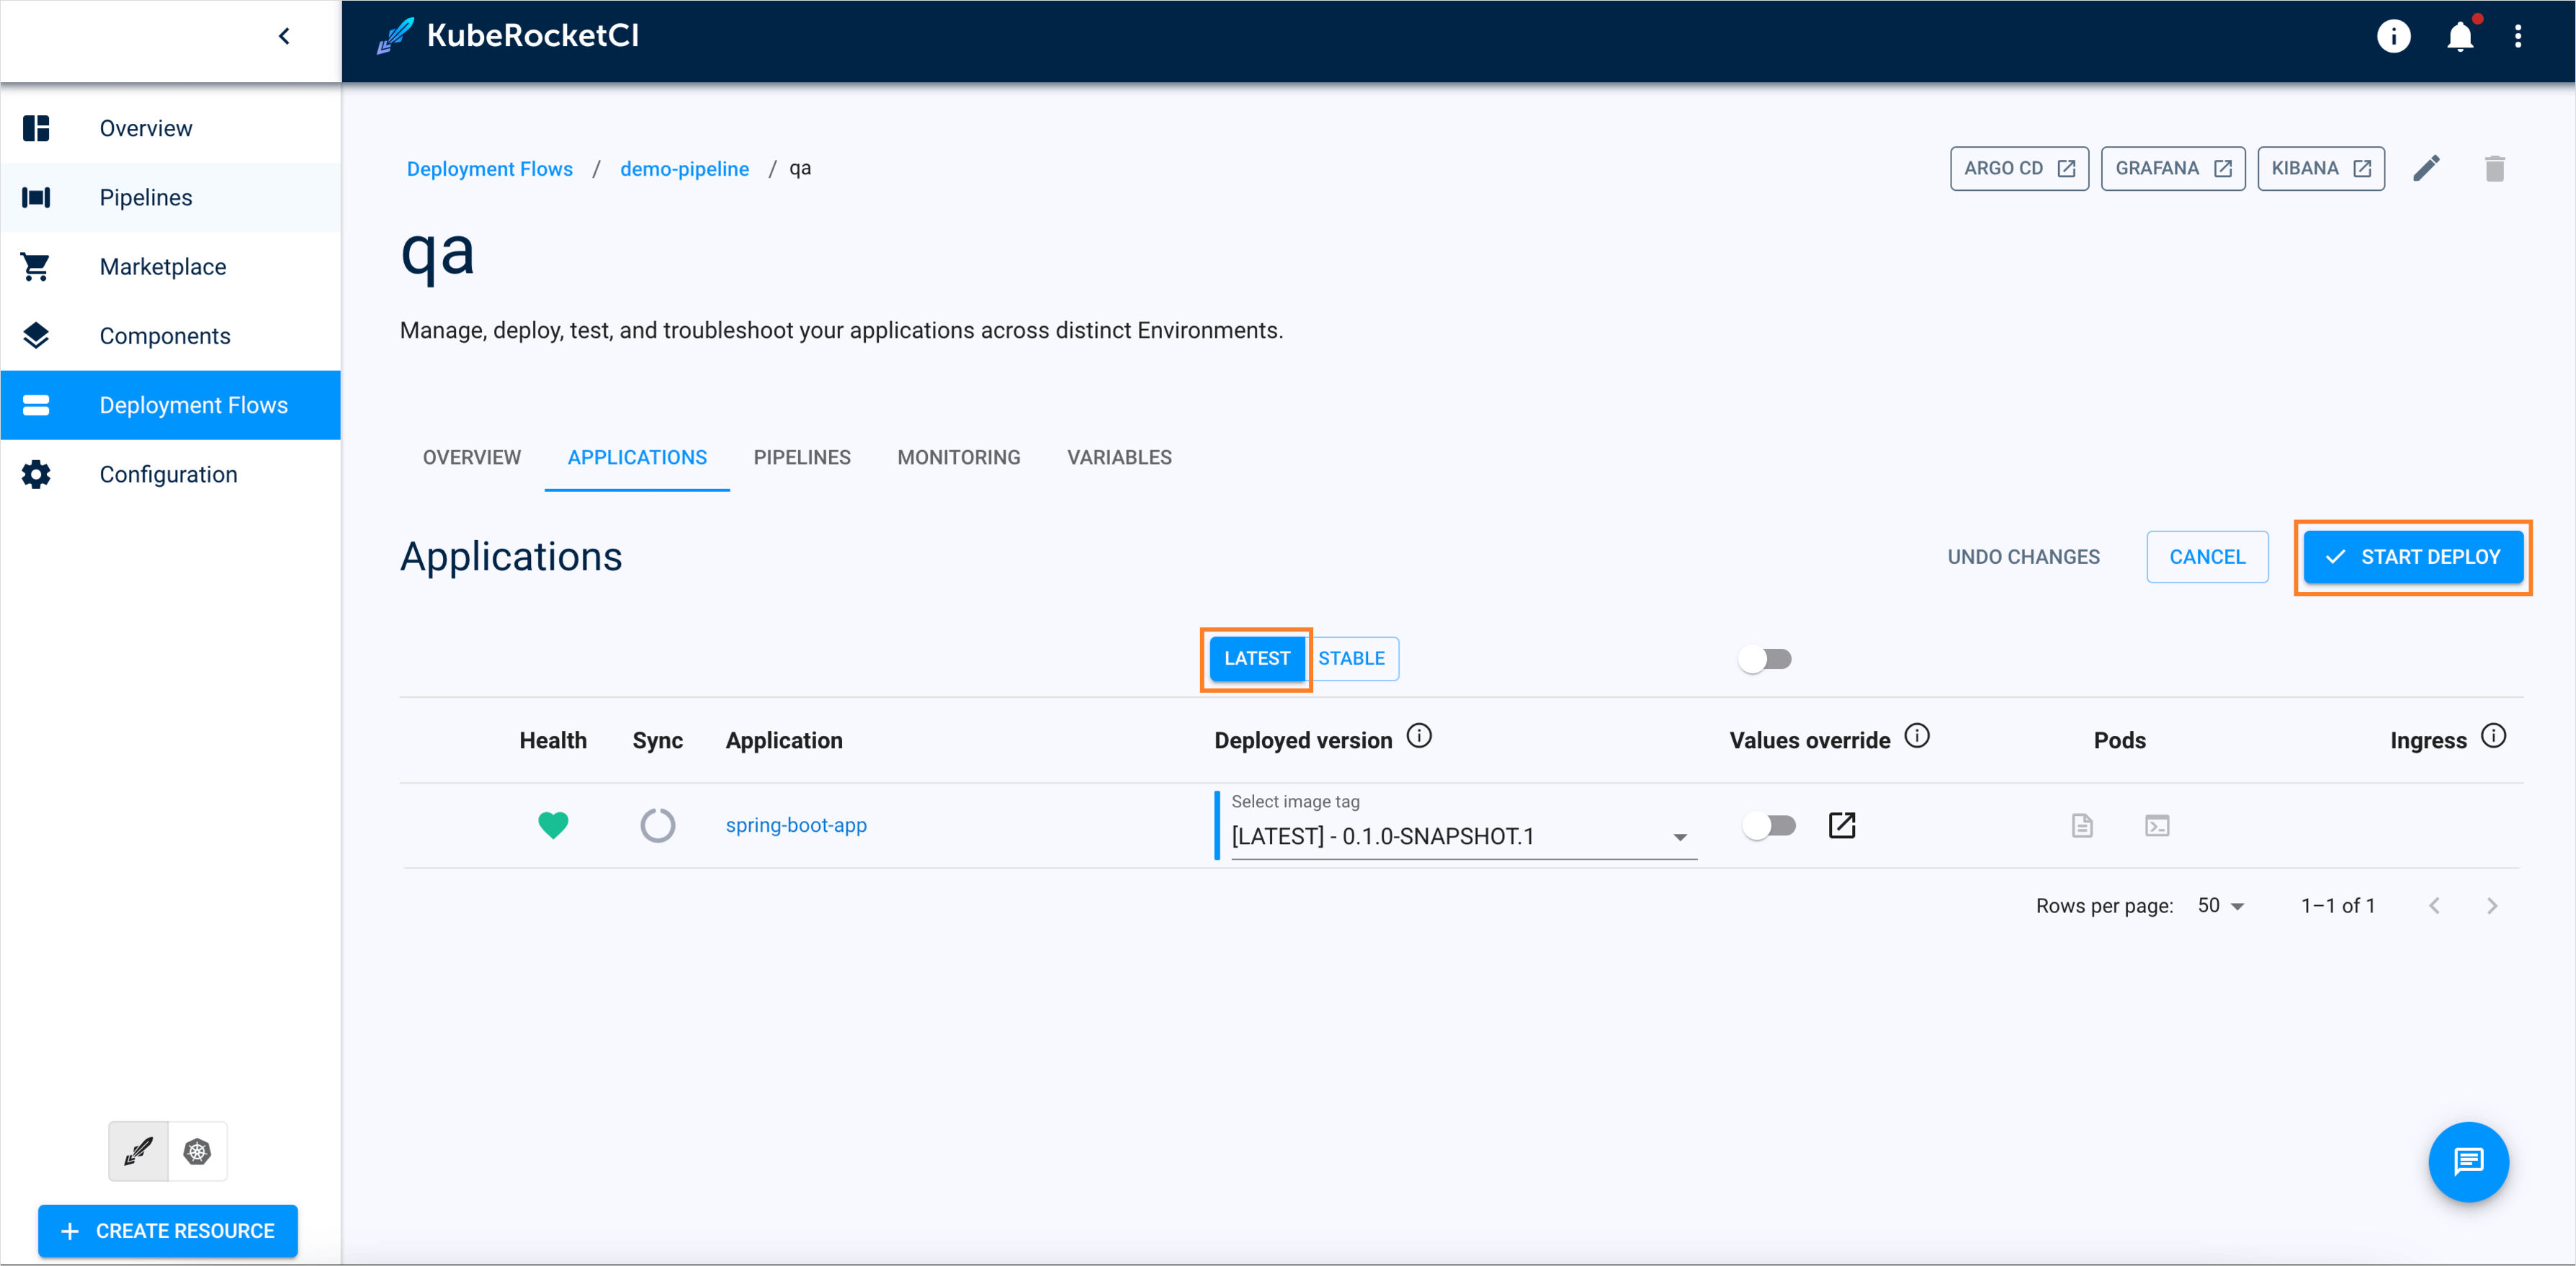 KubeRocketCI
Overview
Pipelines
Marketplace
Components
Deployment Flows
Configuration
CREATE RESOURCE
Deployment Flows / demo-pipeline / qa
ARGO CD
GRAFANA
KIBANA
qa
Manage, deploy, test, and troubleshoot your applications across distinct Environments.
OVERVIEW
APPLICATIONS
PIPELINES
MONITORING
VARIABLES
Applications
UNDO CHANGES
CANCEL
START DEPLOY
LATEST
STABLE
Health
Sync
Application
Deployed version
Values override
Pods
Ingress
spring-boot-app
Select image tag
[LATEST] - 0.1.0-SNAPSHOT.1
Rows per page: 50
1–1 of 1